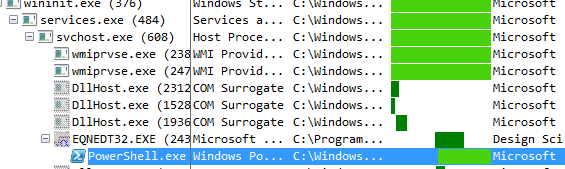 wininit.exe (376) Windows St... C:\Windows... Microsoft
services.exe (484) Services a... C:\Windows... Microsoft
svchost.exe (608) Host Proce... C:\Windows... Microsoft
wmiprvse.exe (238 WMI Provid... C:\Windows... Microsoft
wmiprvse.exe (247 WMI Provid... C:\Windows... Microsoft
DllHost.exe (2312 COM Surrogate C:\Windows... Microsoft
DllHost.exe (1528 COM Surrogate C:\Windows... Microsoft
DllHost.exe (1936 COM Surrogate C:\Windows... Microsoft
EQNEDT32.EXE (243 Microsoft ... C:\Program... Design Sci
PowerShell.exe Windows Po... C:\Windows... Microsoft